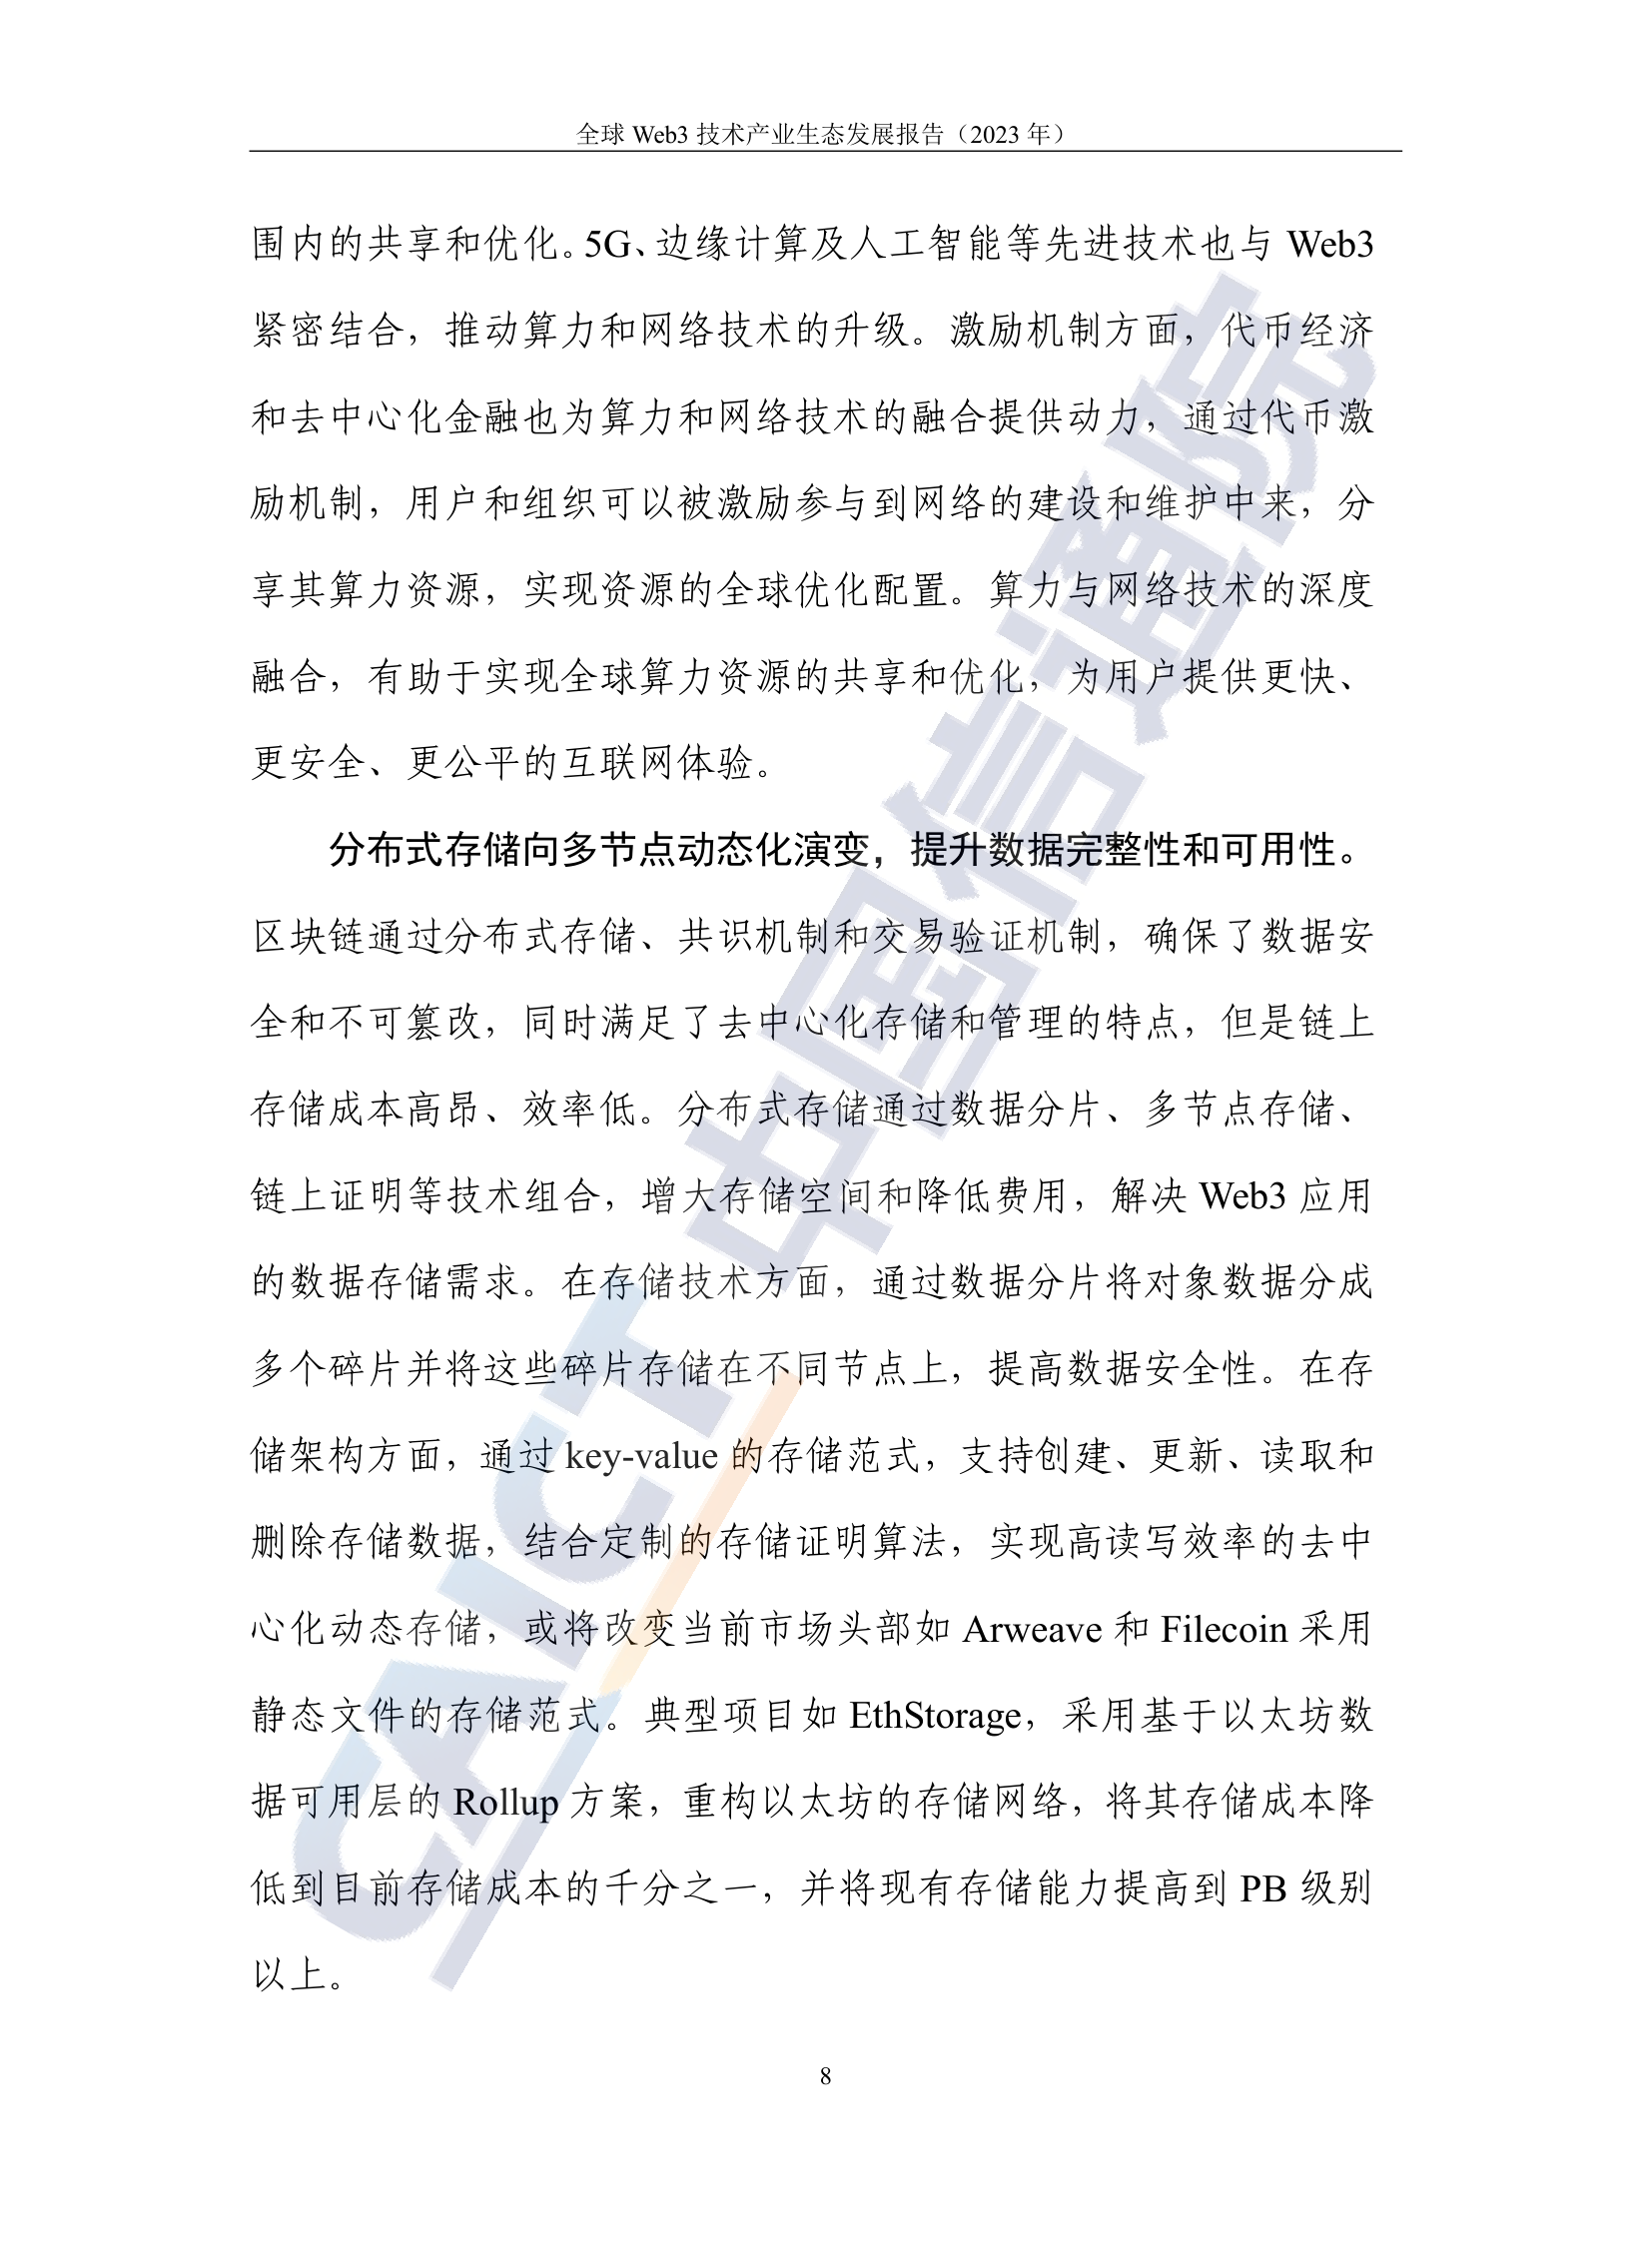 全球 Web3 技术产业生态发展报告（2023 年）
围内的共享和优化。5G、边缘计算及人工智能等先进技术也与 Web3
紧密结合，推动算力和网络技术的升级。激励机制方面，代币经济
和去中心化金融也为算力和网络技术的融合提供动力，通过代币激
励机制，用户和组织可以被激励参与到网络的建设和维护中来，分
享其算力资源，实现资源的全球优化配置。算力与网络技术的深度
融合，有助于实现全球算力资源的共享和优化，为用户提供更快、
更安全、更公平的互联网体验。
分布式存储向多节点动态化演变，提升数据完整性和可用性。
区块链通过分布式存储、共识机制和交易验证机制，确保了数据安
全和不可篡改，同时满足了去中心化存储和管理的特点，但是链上
存储成本高昂、效率低。分布式存储通过数据分片、多节点存储、
链上证明等技术组合，增大存储空间和降低费用，解决 Web3 应用
的数据存储需求。在存储技术方面，通过数据分片将对象数据分成
多个碎片并将这些碎片存储在不同节点上，提高数据安全性。在存
储架构方面，通过 key-value 的存储范式，支持创建、更新、读取和
删除存储数据，结合定制的存储证明算法，实现高读写效率的去中
心化动态存储，或将改变当前市场头部如 Arweave 和 Filecoin 采用
静态文件的存储范式。典型项目如 EthStorage，采用基于以太坊数
据可用层的 Rollup 方案，重构以太坊的存储网络，将其存储成本降
低到目前存储成本的千分之一，并将现有存储能力提高到 PB 级别
以上。
CAICT 中国信通院
8